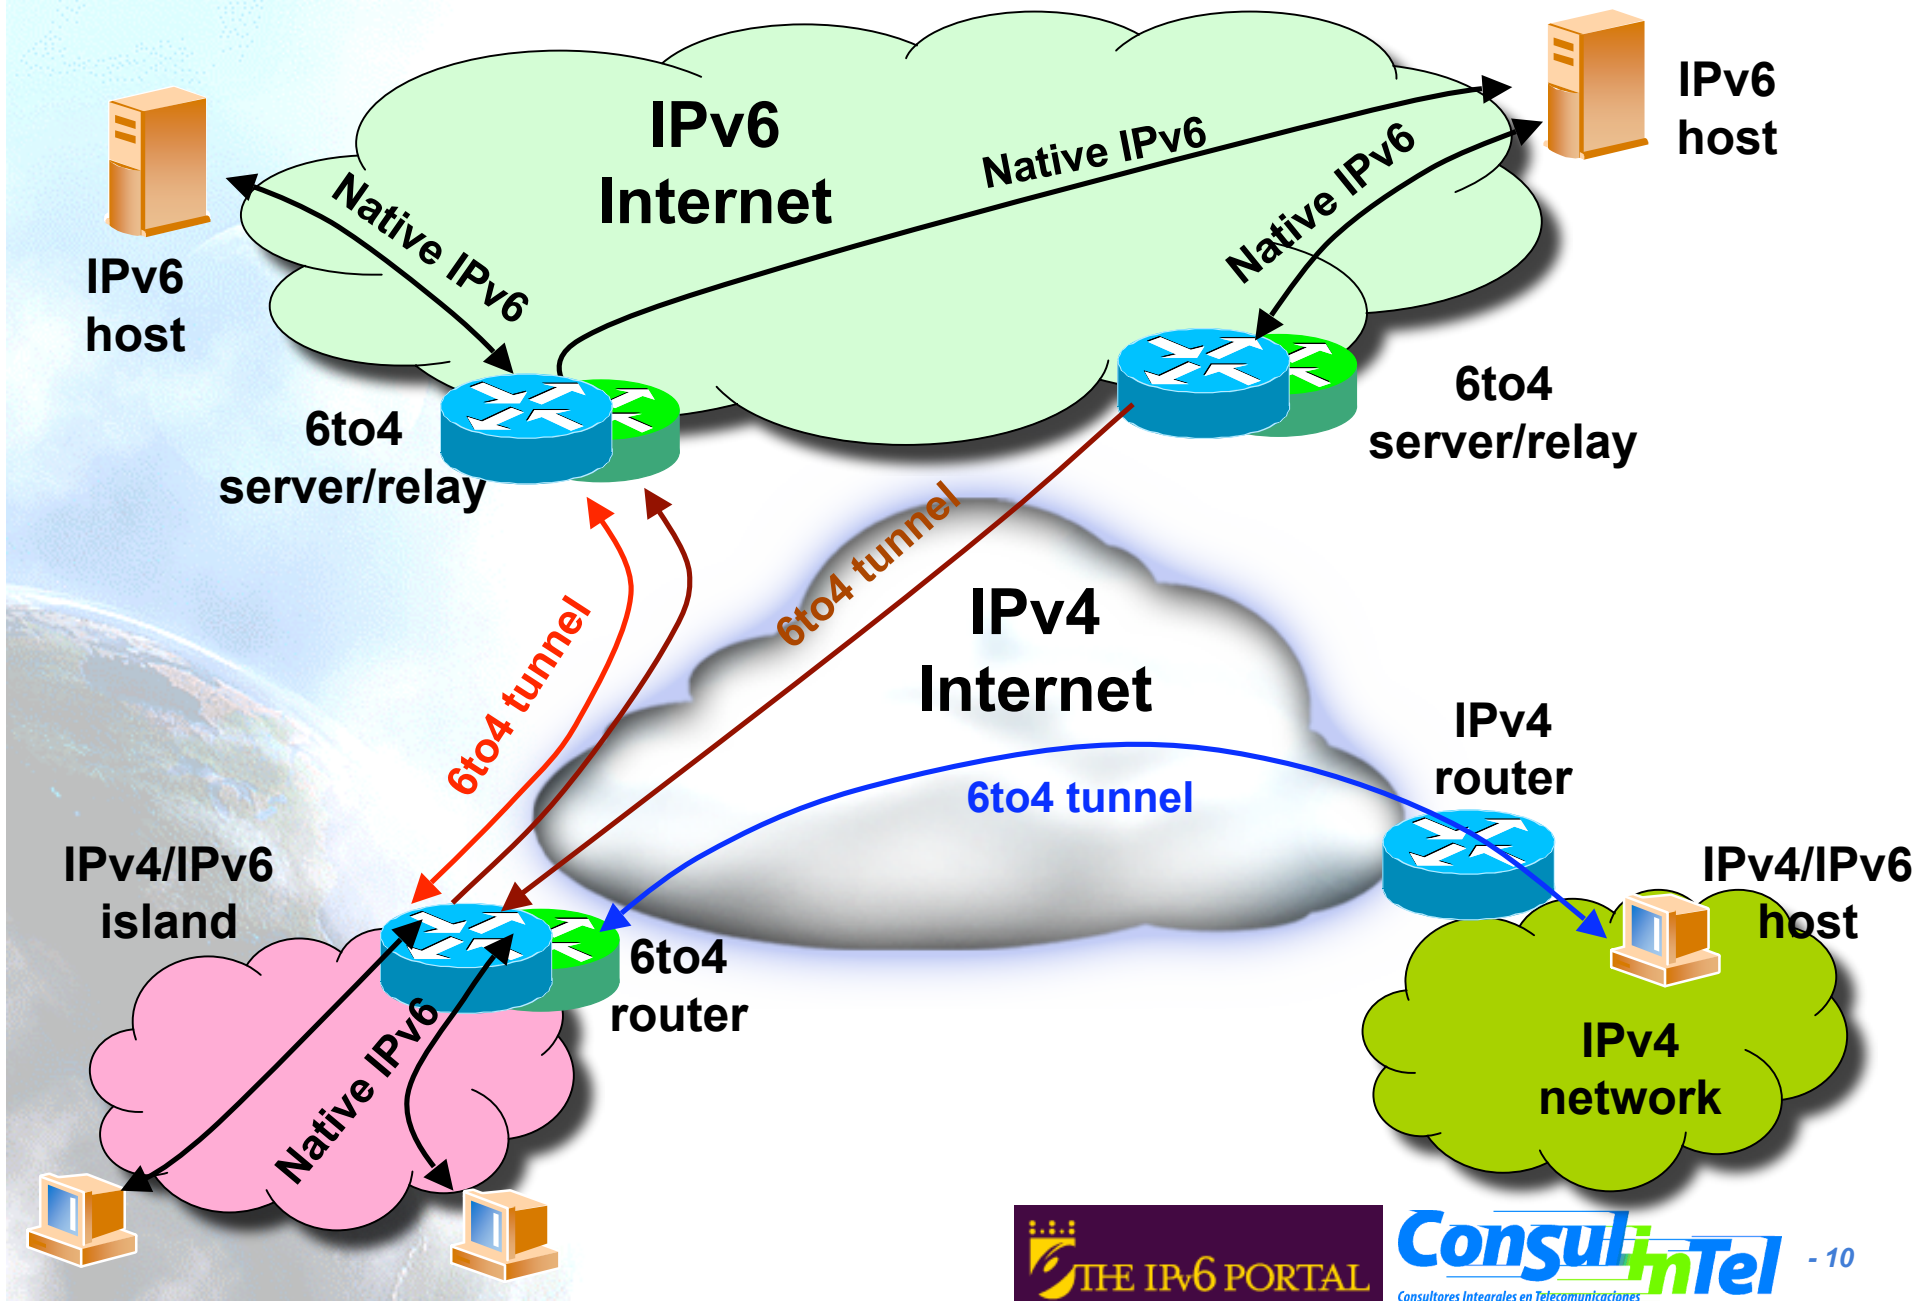 IPv6
Internet
IPv6
host
Native IPv6
Native IPv6
Native IPv6
IPv6
host
6to4
server/relay
6to4
server/relay
6to4 tunnel
6to4 tunnel
IPv4
Internet
6to4 tunnel
IPv4
router
IPv4/IPv6
island
IPv4/IPv6
host
6to4
router
Native IPv6
IPv4
network
THE IPv6 PORTAL
ConsulinTel
Consultores Integrales en Telecomunicaciones
- 10